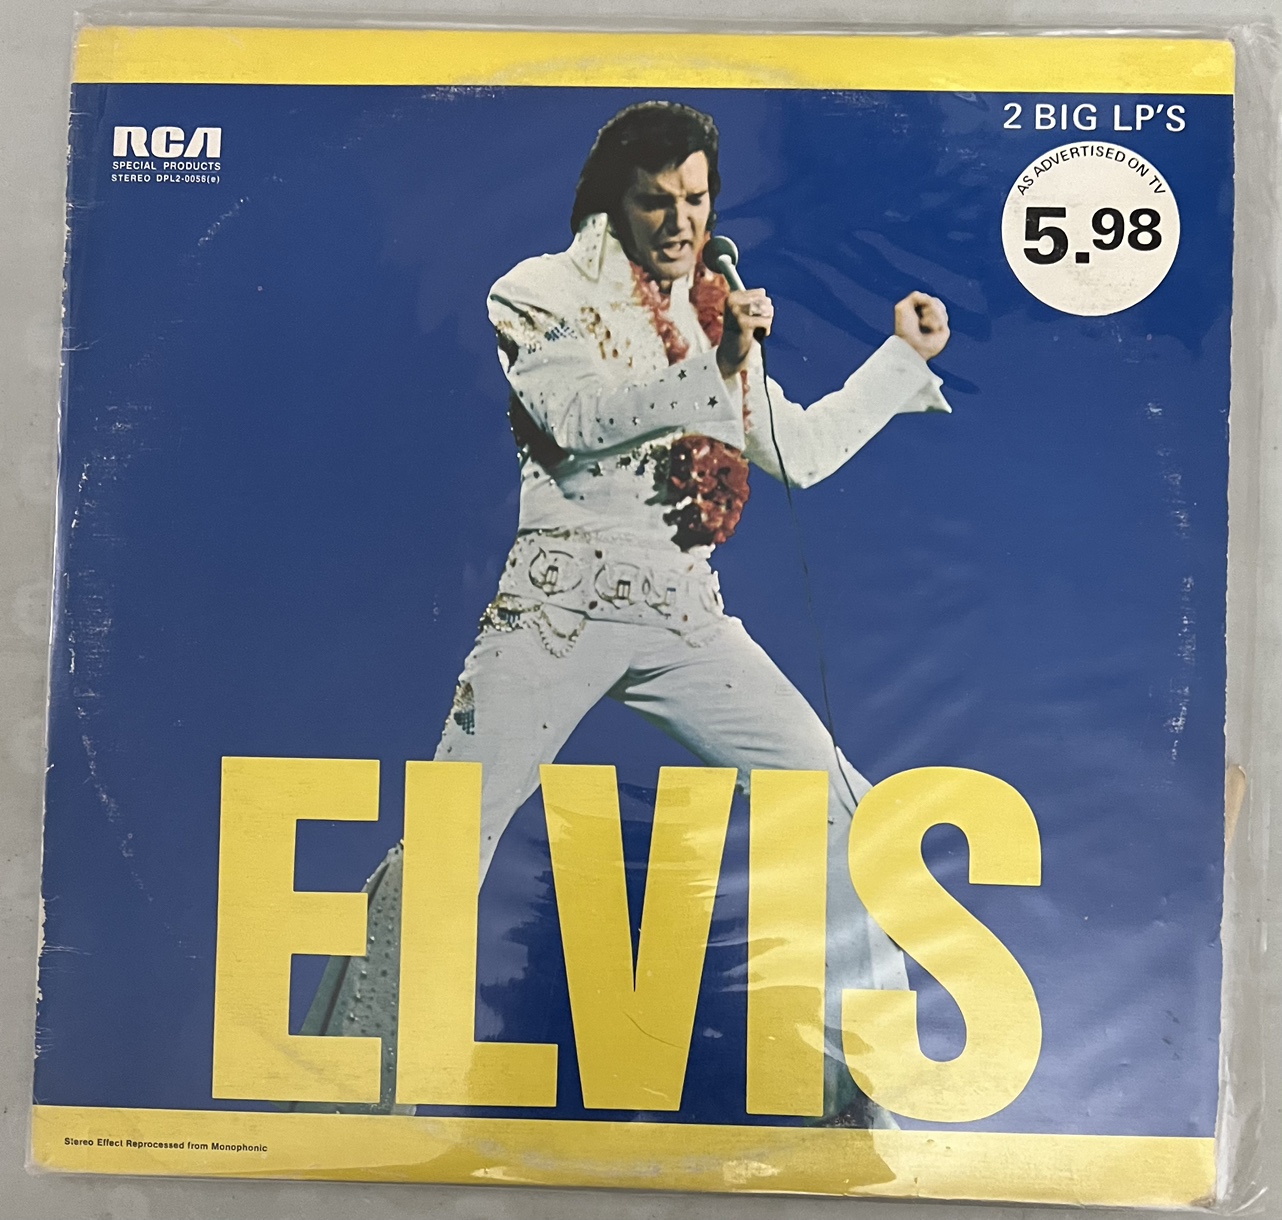 RCA
SPECIAL PRODUCTS
STEREO DPL2-0056(e)
2 BIG LP'S
AS ADVERTISED ON TV
5.98
ELVIS
Stereo Effect Reprocessed from Monophonic